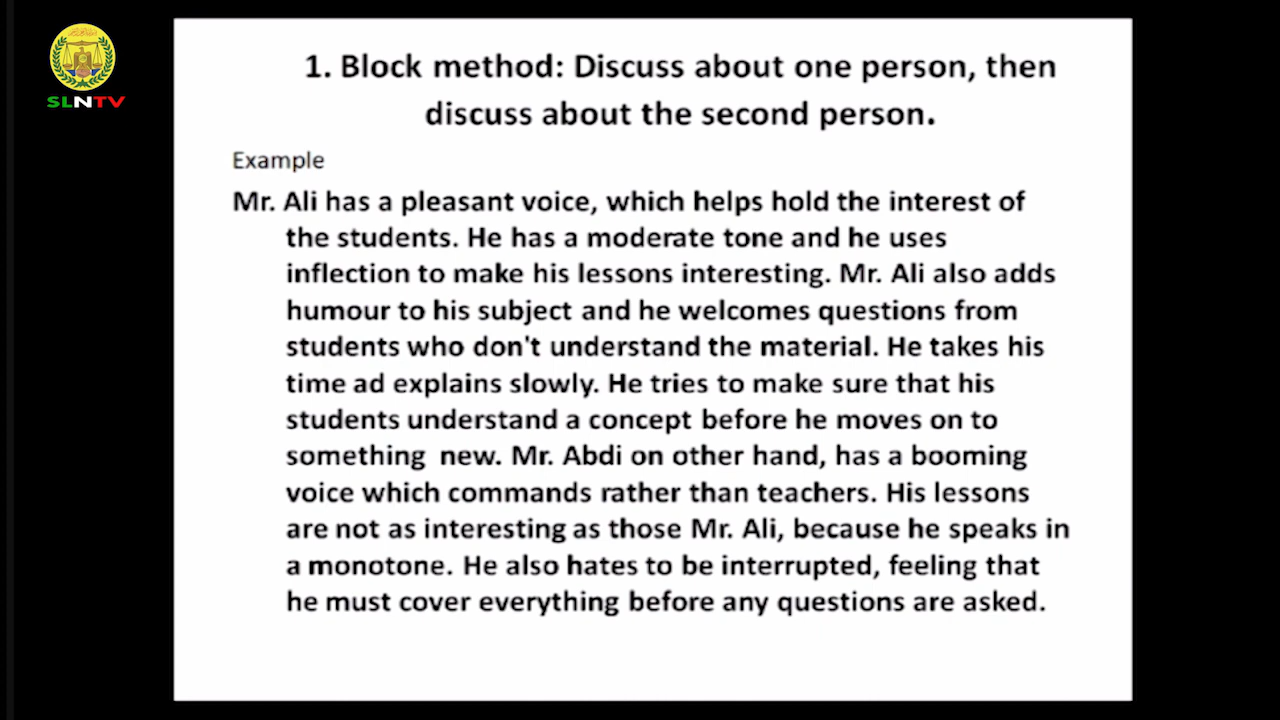 SLNTV
1. Block method: Discuss about one person, then
discuss about the second person.
Example
Mr. Ali has a pleasant voice, which helps hold the interest of
the students. He has a moderate tone and he uses
inflection to make his lessons interesting. Mr. Ali also adds
humour to his subject and he welcomes questions from
students who don't understand the material. He takes his
time ad explains slowly. He tries to make sure that his
students understand a concept before he moves on to
something new. Mr. Abdi on other hand, has a booming
voice which commands rather than teachers. His lessons
are not as interesting as those Mr. Ali, because he speaks in
a monotone. He also hates to be interrupted, feeling that
he must cover everything before any questions are asked.